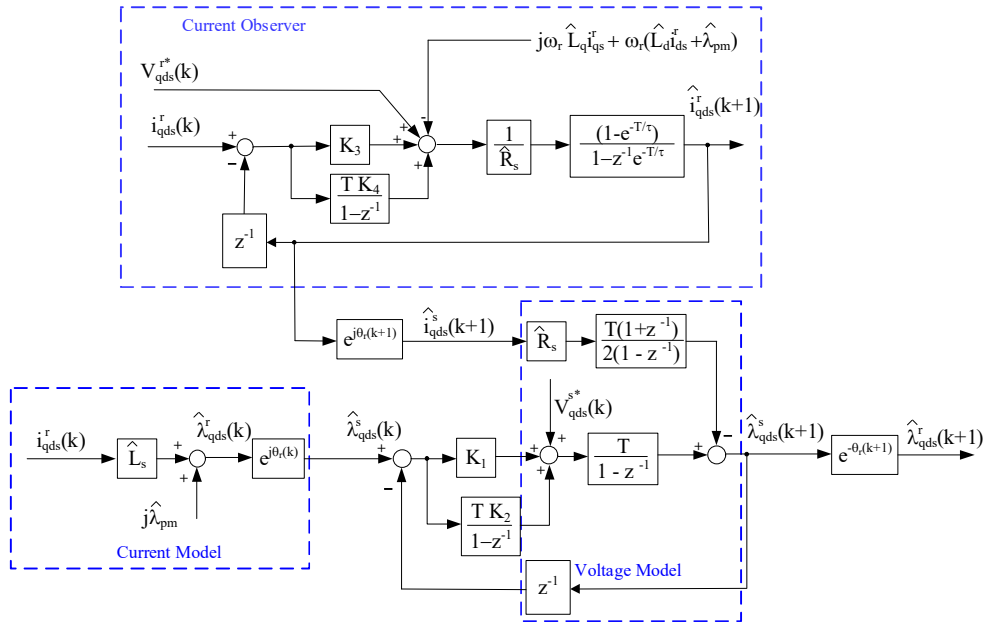 Current Observer
jω_r L̂_q i^r_qs + ω_r(L̂_d i^r_ds + λ̂_pm)
V^r*_qds(k)
i^r_qds(k)
î^r_qds(k+1)
+
−
K_3
+
+
-
+
1
R̂_s
(1-e^-T/τ)
1−z^-1e^-T/τ
T K_4
1−z^-1
z^-1
e^jθ_r(k+1)
î^s_qds(k+1)
R̂_s
T(1+z^-1)
2(1 - z^-1)
V^s*_qds(k)
i^r_qds(k)
L̂_s
+
+
λ̂^r_qds(k)
e^jθ_r(k)
λ̂^s_qds(k)
+
−
K_1
+
+
+
T
1 - z^-1
+
−
λ̂^s_qds(k+1)
e^-θ_r(k+1)
λ̂^r_qds(k+1)
jλ̂_pm
T K_2
1−z^-1
Current Model
Voltage Model
z^-1